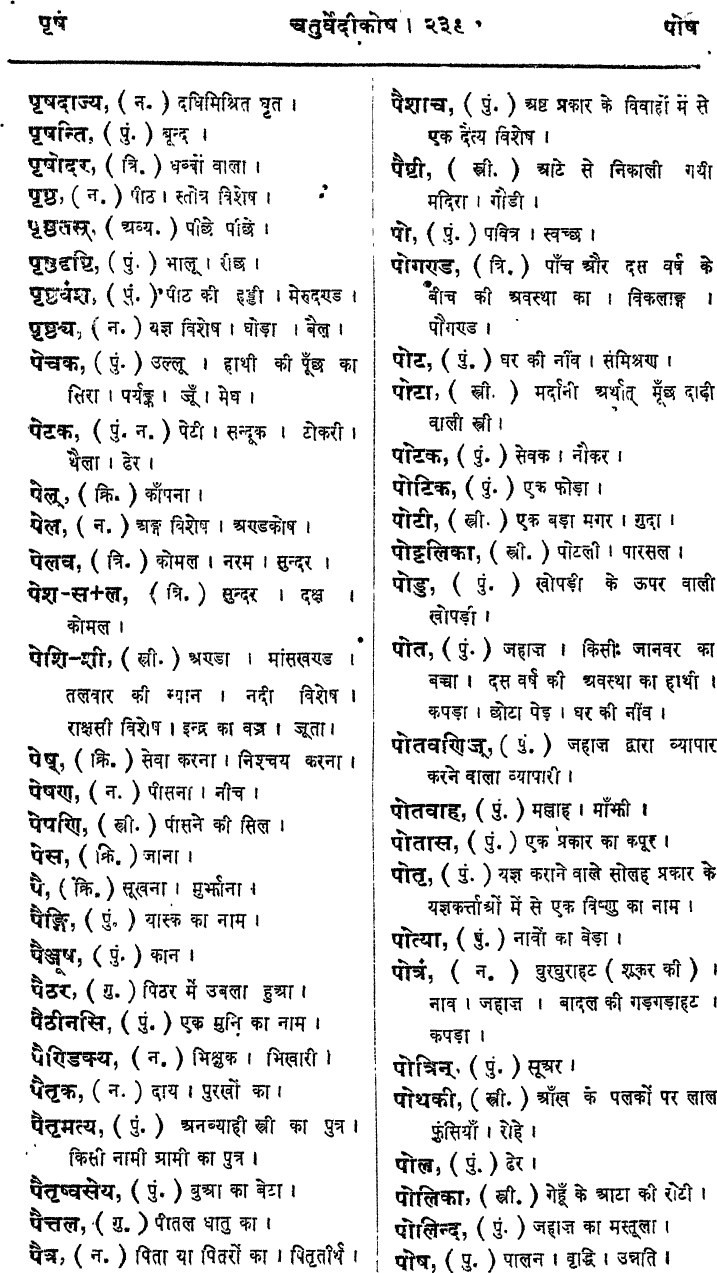 पृषं चतुर्वेदीकोष । २३९ पोष
पृषदाज्य, ( न. ) दधिमिश्रित घृत ।
पृषन्ति, ( पुं. ) बून्द ।
पृषोदर, ( त्रि. ) धब्बों वाला ।
पृष्ठ, ( न. ) पीठ । स्तोत्र विशेष ।
पृष्ठतस्, ( अव्य. ) पीछे पीछे ।
पृष्ठदृष्टि, ( पुं. ) भालू । रीछ ।
पृष्ठवंश, ( पुं. ) पीठ की हड्डी । मेरुदण्ड ।
पृष्ठ्य, ( न. ) यज्ञ विशेष । घोड़ा । बैल ।
पेचक, ( पुं. ) उल्लू । हाथी की पूँछ का
सिरा । पर्यङ्क । जूँ । मेघ ।
पेटक, ( पुं. न. ) पेटी । सन्दूक । टोकरी ।
थैला । ढेर ।
पेलृ, ( क्रि. ) काँपना ।
पेल, ( न. ) अङ्ग विशेष । अण्डकोष ।
पेलव, ( त्रि. ) कोमल । नरम । सुन्दर ।
पेश-स+ल, ( त्रि. ) सुन्दर । दक्ष ।
कोमल ।
पेशि-शी, ( स्त्री. ) अण्डा । मांसखण्ड ।
तलवार की म्यान । नदी विशेष ।
राक्षसी विशेष । इन्द्र का वज्र । जूता।
पेषृ, ( क्रि. ) सेवा करना । निश्चय करना ।
पेषण, ( न. ) पीसना । नीच ।
पेषणि, ( स्त्री. ) पीसने की सिल ।
पेस, ( क्रि. ) जाना ।
पै, ( क्रि. ) सूखना । मुर्झाना ।
पैङ्गि, ( पुं. ) यास्क का नाम ।
पैञ्जूष, ( पुं. ) कान ।
पैठर, ( गु. ) पिठर में उबला हुआ ।
पैठीनसि, ( पुं. ) एक मुनि का नाम ।
पैण्डिक्य, ( न. ) भिक्षुक । भिखारी ।
पैतृक, ( न. ) दाय । पुरखों का ।
पैतृमत्य, ( पुं. ) अनब्याही स्त्री का पुत्र ।
किसी नामी ग्रामी का पुत्र ।
पैतृष्वसेय, ( पुं. ) बुआ का बेटा ।
पैत्तल, ( गु. ) पीतल धातु का ।
पैत्र, ( न. ) पिता या पितरों का । पितृतीर्थ ।
पैशाच, ( पुं. ) अष्ट प्रकार के विवाहों में से
एक दैत्य विशेष ।
पैष्टी, ( स्त्री. ) आटे से निकाली गयी
मदिरा । गौडी ।
पो, ( पुं. ) पवित्र । स्वच्छ ।
पोगण्ड, ( त्रि. ) पाँच और दस वर्ष के
बीच की अवस्था का । विकलाङ्ग ।
पौगण्ड ।
पोट, ( पुं. ) घर की नींव । संमिश्रण ।
पोटा, ( स्त्री. ) मर्दानी अर्थात् मूँछ दाढ़ी
वाली स्त्री ।
पोटक, ( पुं. ) सेवक । नौकर ।
पोटिक, ( पुं. ) एक फोड़ा ।
पोटी, ( स्त्री. ) एक बड़ा मगर । गुदा ।
पोट्टलिका, ( स्त्री. ) पोटली । पारसल ।
पोडु, ( पुं. ) खोपड़ी के ऊपर वाली
खोपड़ी ।
पोत, ( पुं. ) जहाज़ । किसी जानवर का
बच्चा । दस वर्ष की अवस्था का हाथी ।
कपड़ा । छोटा पेड़ । घर की नींव ।
पोतवणिज्, ( पुं. ) जहाज द्वारा व्यापार
करने वाला व्यापारी ।
पोतवाह, ( पुं. ) मल्लाह । माँझी ।
पोतास, ( पुं. ) एक प्रकार का कपूर ।
पोतृ, ( पुं. ) यज्ञ कराने वाले सोलह प्रकार के
यज्ञकर्त्ताओं में से एक विष्णु का नाम ।
पोत्या, ( पुं. ) नावों का बेड़ा ।
पोत्रं, ( न. ) घुरघुराहट ( शूकर की ) ।
नाव । जहाज़ । बादल की गड़गड़ाहट ।
कपड़ा ।
पोत्रिन्, ( पुं. ) सूअर ।
पोथकी, ( स्त्री. ) आँख के पलकों पर लाल
फुंसियाँ । रोहे ।
पोल, ( पुं. ) ढेर ।
पोलिका, ( स्त्री. ) गेहूँ के आटा की रोटी ।
पोलिन्द, ( पुं. ) जहाज़ का मस्तूला ।
पोष, ( पु. ) पालन । वृद्धि । उन्नति ।